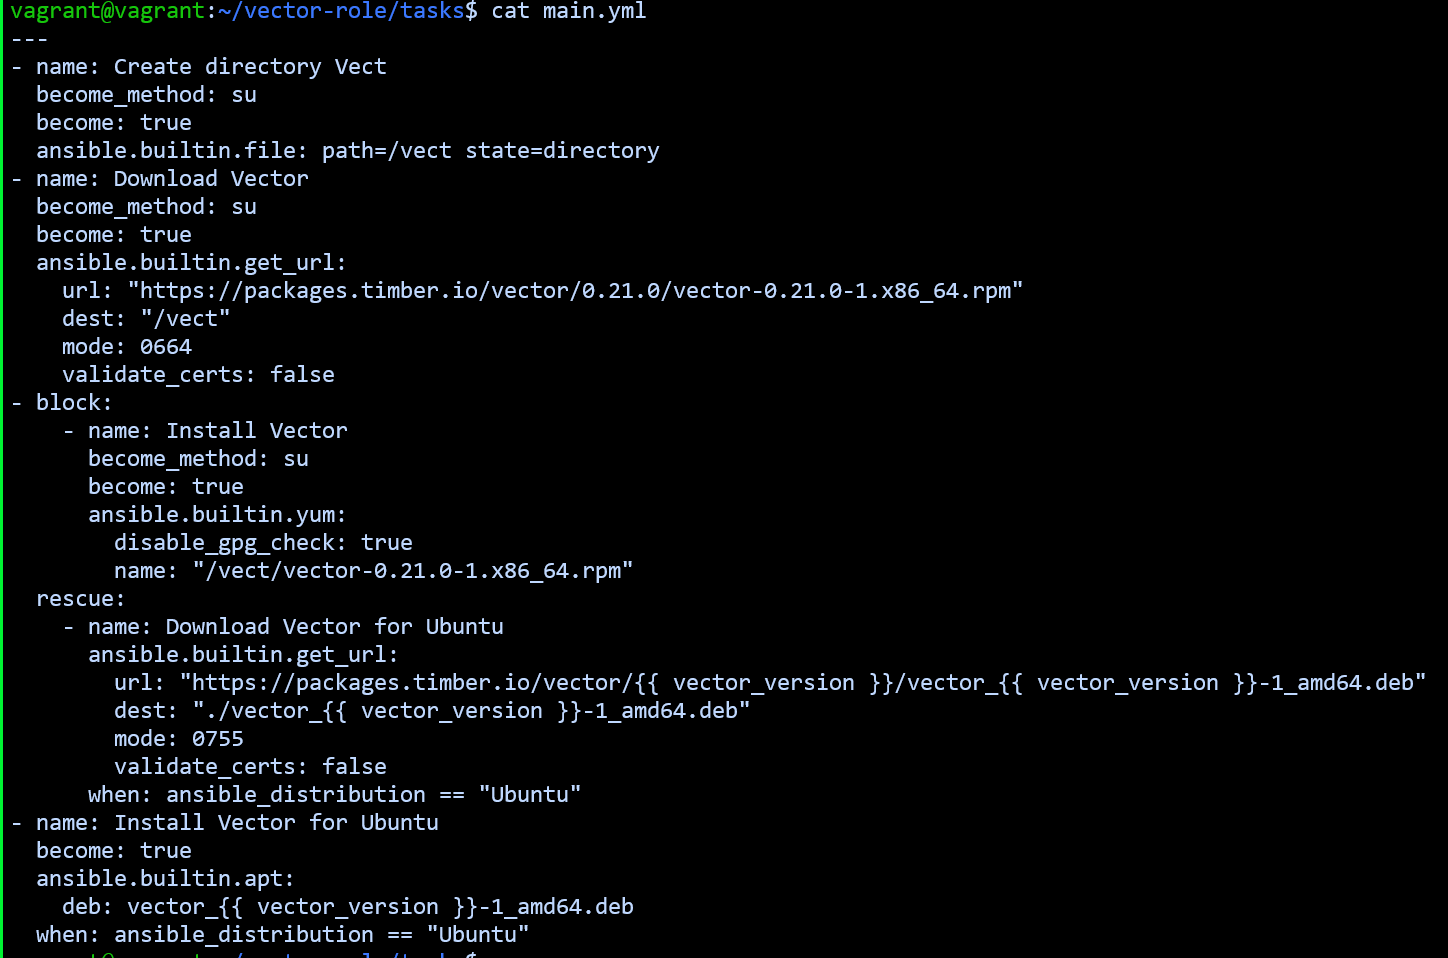 vagrant@vagrant:~/vector-role/tasks$ cat main.yml
---
- name: Create directory Vect
  become_method: su
  become: true
  ansible.builtin.file: path=/vect state=directory
- name: Download Vector
  become_method: su
  become: true
  ansible.builtin.get_url:
    url: "https://packages.timber.io/vector/0.21.0/vector-0.21.0-1.x86_64.rpm"
    dest: "/vect"
    mode: 0664
    validate_certs: false
- block:
    - name: Install Vector
      become_method: su
      become: true
      ansible.builtin.yum:
        disable_gpg_check: true
        name: "/vect/vector-0.21.0-1.x86_64.rpm"
  rescue:
    - name: Download Vector for Ubuntu
      ansible.builtin.get_url:
        url: "https://packages.timber.io/vector/{{ vector_version }}/vector_{{ vector_version }}-1_amd64.deb"
        dest: "./vector_{{ vector_version }}-1_amd64.deb"
        mode: 0755
        validate_certs: false
      when: ansible_distribution == "Ubuntu"
- name: Install Vector for Ubuntu
  become: true
  ansible.builtin.apt:
    deb: vector_{{ vector_version }}-1_amd64.deb
  when: ansible_distribution == "Ubuntu"